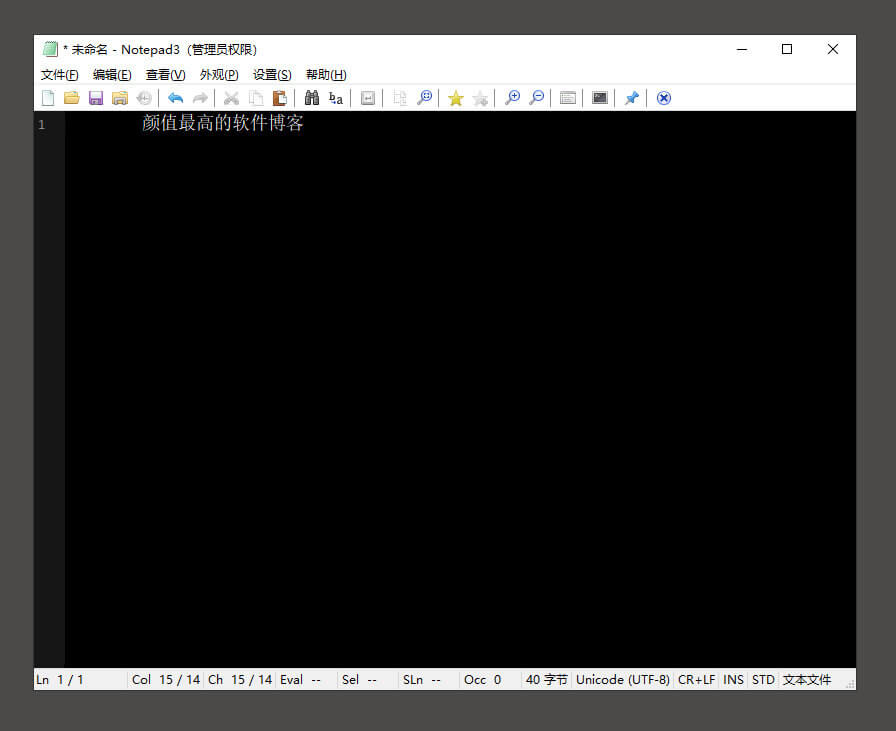 * 未命名 - Notepad3 (管理员权限)
文件(F) 编辑(E) 查看(V) 外观(P) 设置(S) 帮助(H)
1 颜值最高的软件博客
Ln 1 / 1 Col 15 / 14 Ch 15 / 14 Eval -- Sel -- SLn -- Occ 0 40 字节 Unicode (UTF-8) CR+LF INS STD 文本文件